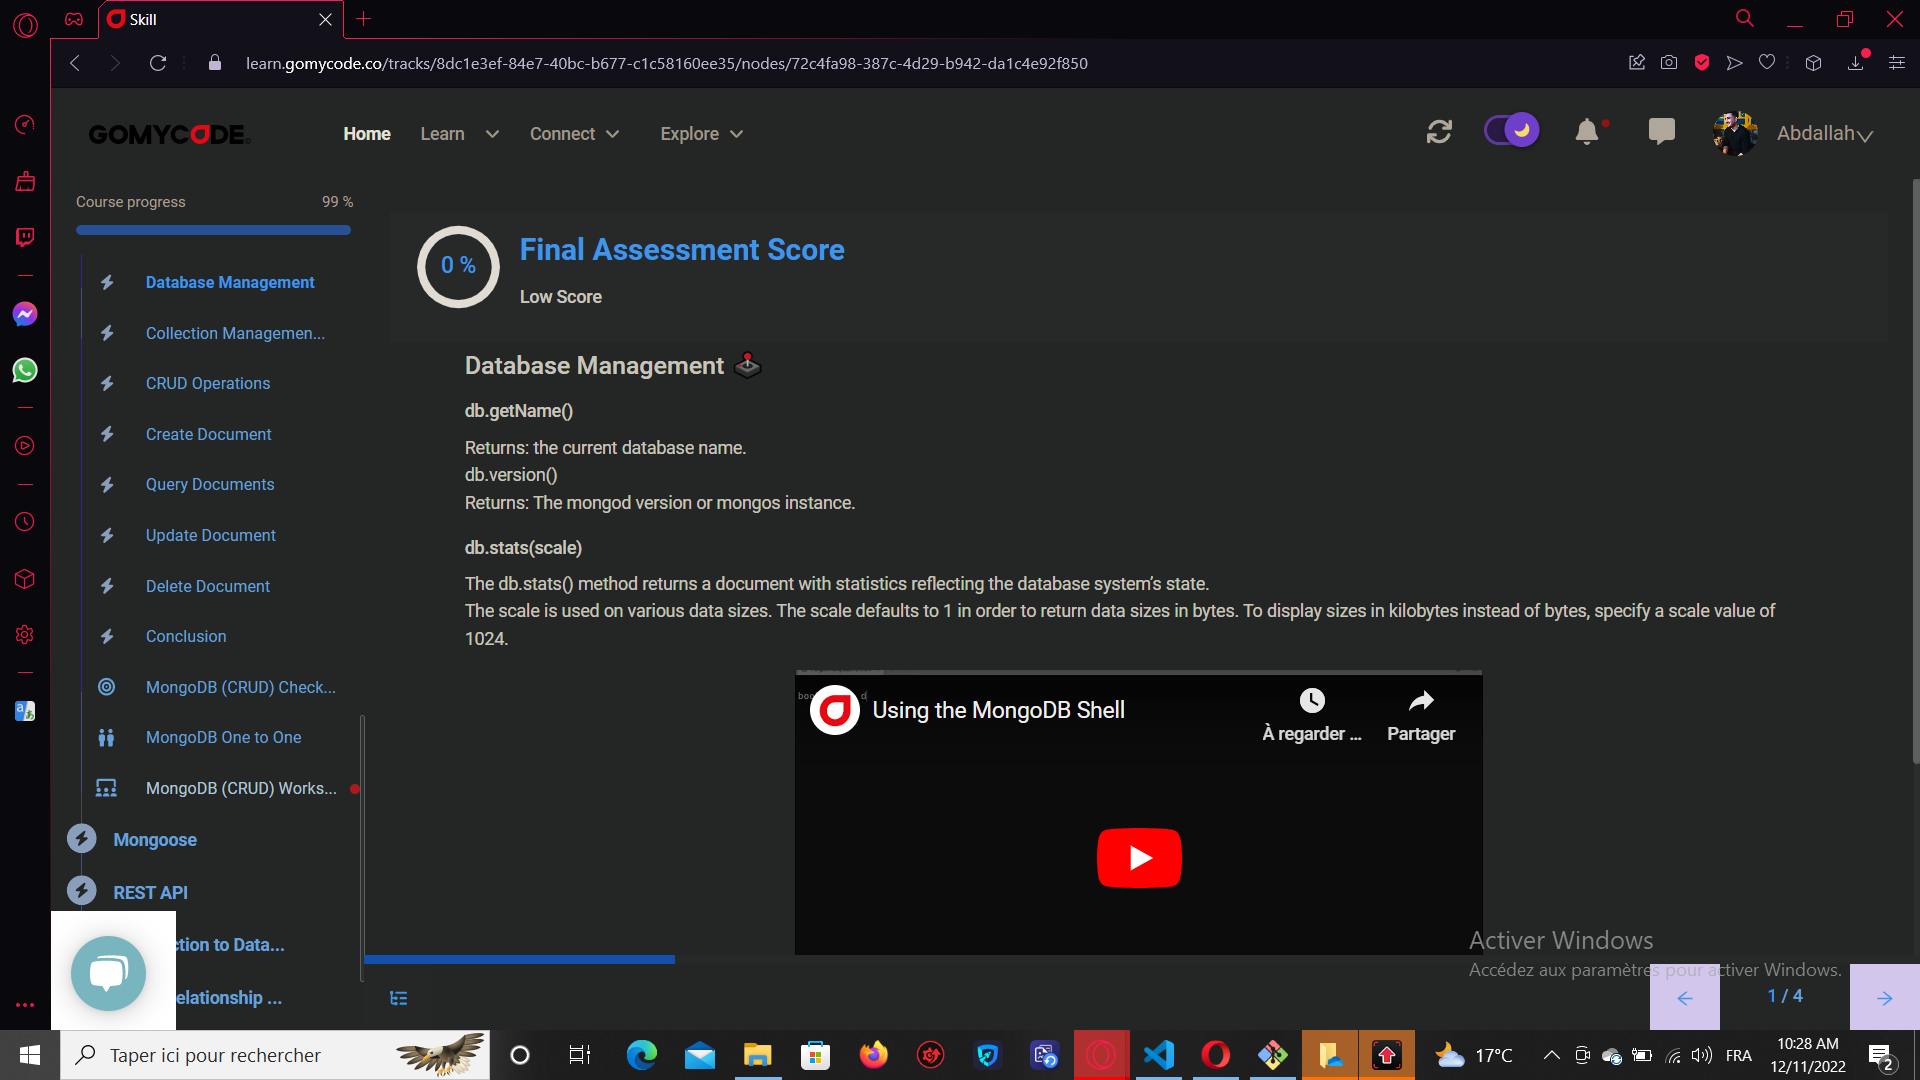 Skill
learn.gomycode.co/tracks/8dc1e3ef-84e7-40bc-b677-c1c58160ee35/nodes/72c4fa98-387c-4d29-b942-da1c4e92f850
GOMYCODE
Home
Learn
Connect
Explore
Abdallah
Course progress
99 %
Database Management
Collection Managemen...
CRUD Operations
Create Document
Query Documents
Update Document
Delete Document
Conclusion
MongoDB (CRUD) Check...
MongoDB One to One
MongoDB (CRUD) Works...
Mongoose
REST API
ction to Data...
elationship ...
0 %
Final Assessment Score
Low Score
Database Management
db.getName()
Returns: the current database name.
db.version()
Returns: The mongod version or mongos instance.
db.stats(scale)
The db.stats() method returns a document with statistics reflecting the database system’s state.
The scale is used on various data sizes. The scale defaults to 1 in order to return data sizes in bytes. To display sizes in kilobytes instead of bytes, specify a scale value of
1024.
Using the MongoDB Shell
À regarder ...
Partager
Activer Windows
Accédez aux paramètres pour activer Windows.
1 / 4
Taper ici pour rechercher
17°C
FRA
10:28 AM
12/11/2022
2